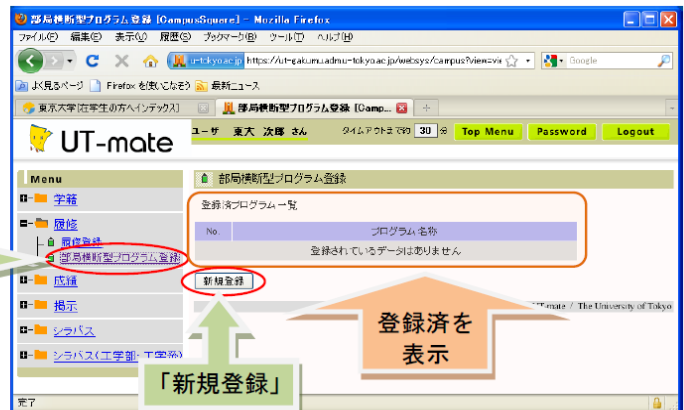 部局横断型プログラム登録 [CampusSquare] - Mozilla Firefox
ファイル(F) 編集(E) 表示(V) 履歴(S) ブックマーク(B) ツール(T) ヘルプ(H)
u-tokyo.ac.jp https://ut-gakumu.adm.u-tokyo.ac.jp/websys/campus?view=vie Google
よく見るページ Firefox を使いこなそう 最新ニュース
東京大学[在学生の方へインデックス] 部局横断型プログラム登録 [Camp...
UT-mate
ユーザ 東大 次郎 さん タイムアウトまで約 30 分 Top Menu Password Logout
Menu
学籍
履修
履修登録
部局横断型プログラム登録
成績
掲示
シラバス
シラバス(工学部・工学系)
部局横断型プログラム登録
登録済プログラム一覧
No. プログラム名称
登録されているデータはありません
新規登録
UT-mate / The University of Tokyo
登録済を
表示
「新規登録」
完了